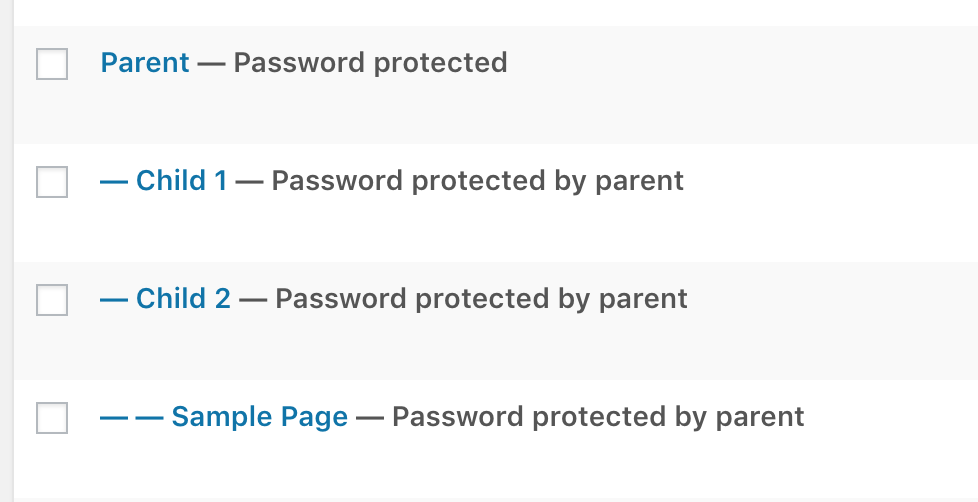 Parent — Password protected
— Child 1 — Password protected by parent
— Child 2 — Password protected by parent
— — Sample Page — Password protected by parent